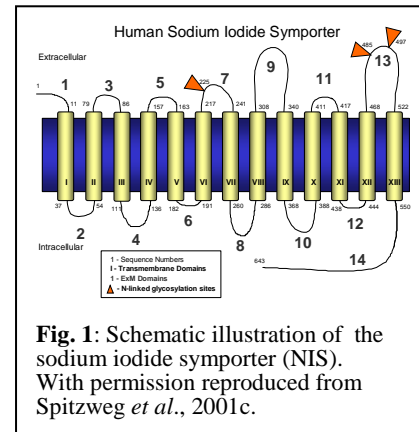 Human Sodium Iodide Symporter
Extracellular
1 3 5 7 9 11 13
1 11 79 86 157 163 225 217 241 308 340 411 417 485 468 497 522
I II III IV V VI VII VIII IX X XI XII XIII
37 54 111 136 182 191 260 286 368 388 438 444 550
2 4 6 8 10 12 14
643
Intracellular
1 - Sequence Numbers
I - Transmembrane Domains
1 - ExM Domains
- N-linked glycosylation sites
Fig. 1: Schematic illustration of the
sodium iodide symporter (NIS).
With permission reproduced from
Spitzweg et al., 2001c.